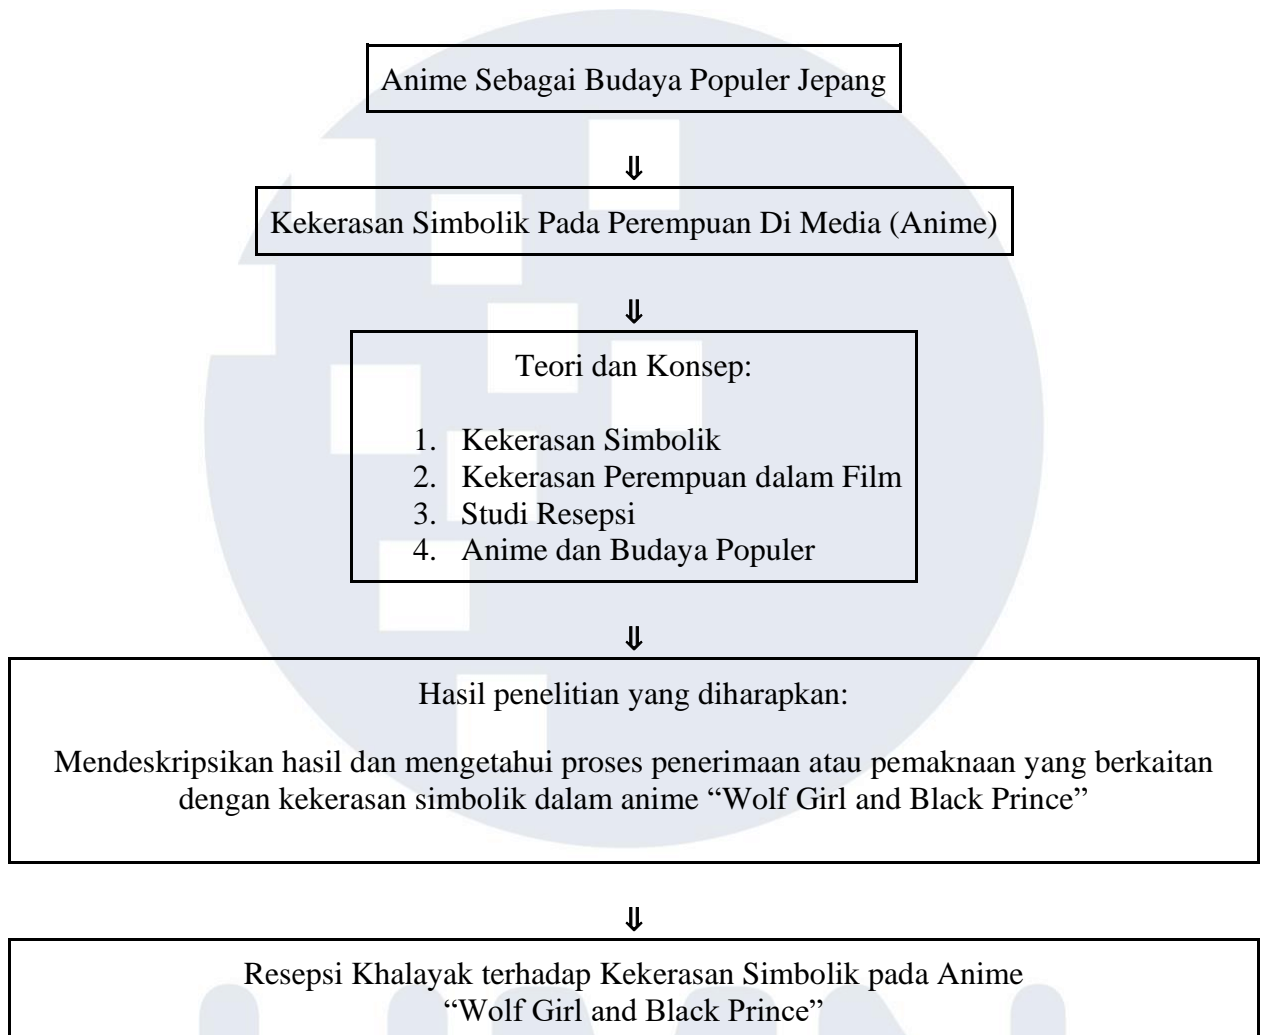 Anime Sebagai Budaya Populer Jepang
⇓
Kekerasan Simbolik Pada Perempuan Di Media (Anime)
⇓
Teori dan Konsep:
1. Kekerasan Simbolik
2. Kekerasan Perempuan dalam Film
3. Studi Resepsi
4. Anime dan Budaya Populer
⇓
Hasil penelitian yang diharapkan:
Mendeskripsikan hasil dan mengetahui proses penerimaan atau pemaknaan yang berkaitan
dengan kekerasan simbolik dalam anime “Wolf Girl and Black Prince”
⇓
Resepsi Khalayak terhadap Kekerasan Simbolik pada Anime
“Wolf Girl and Black Prince”